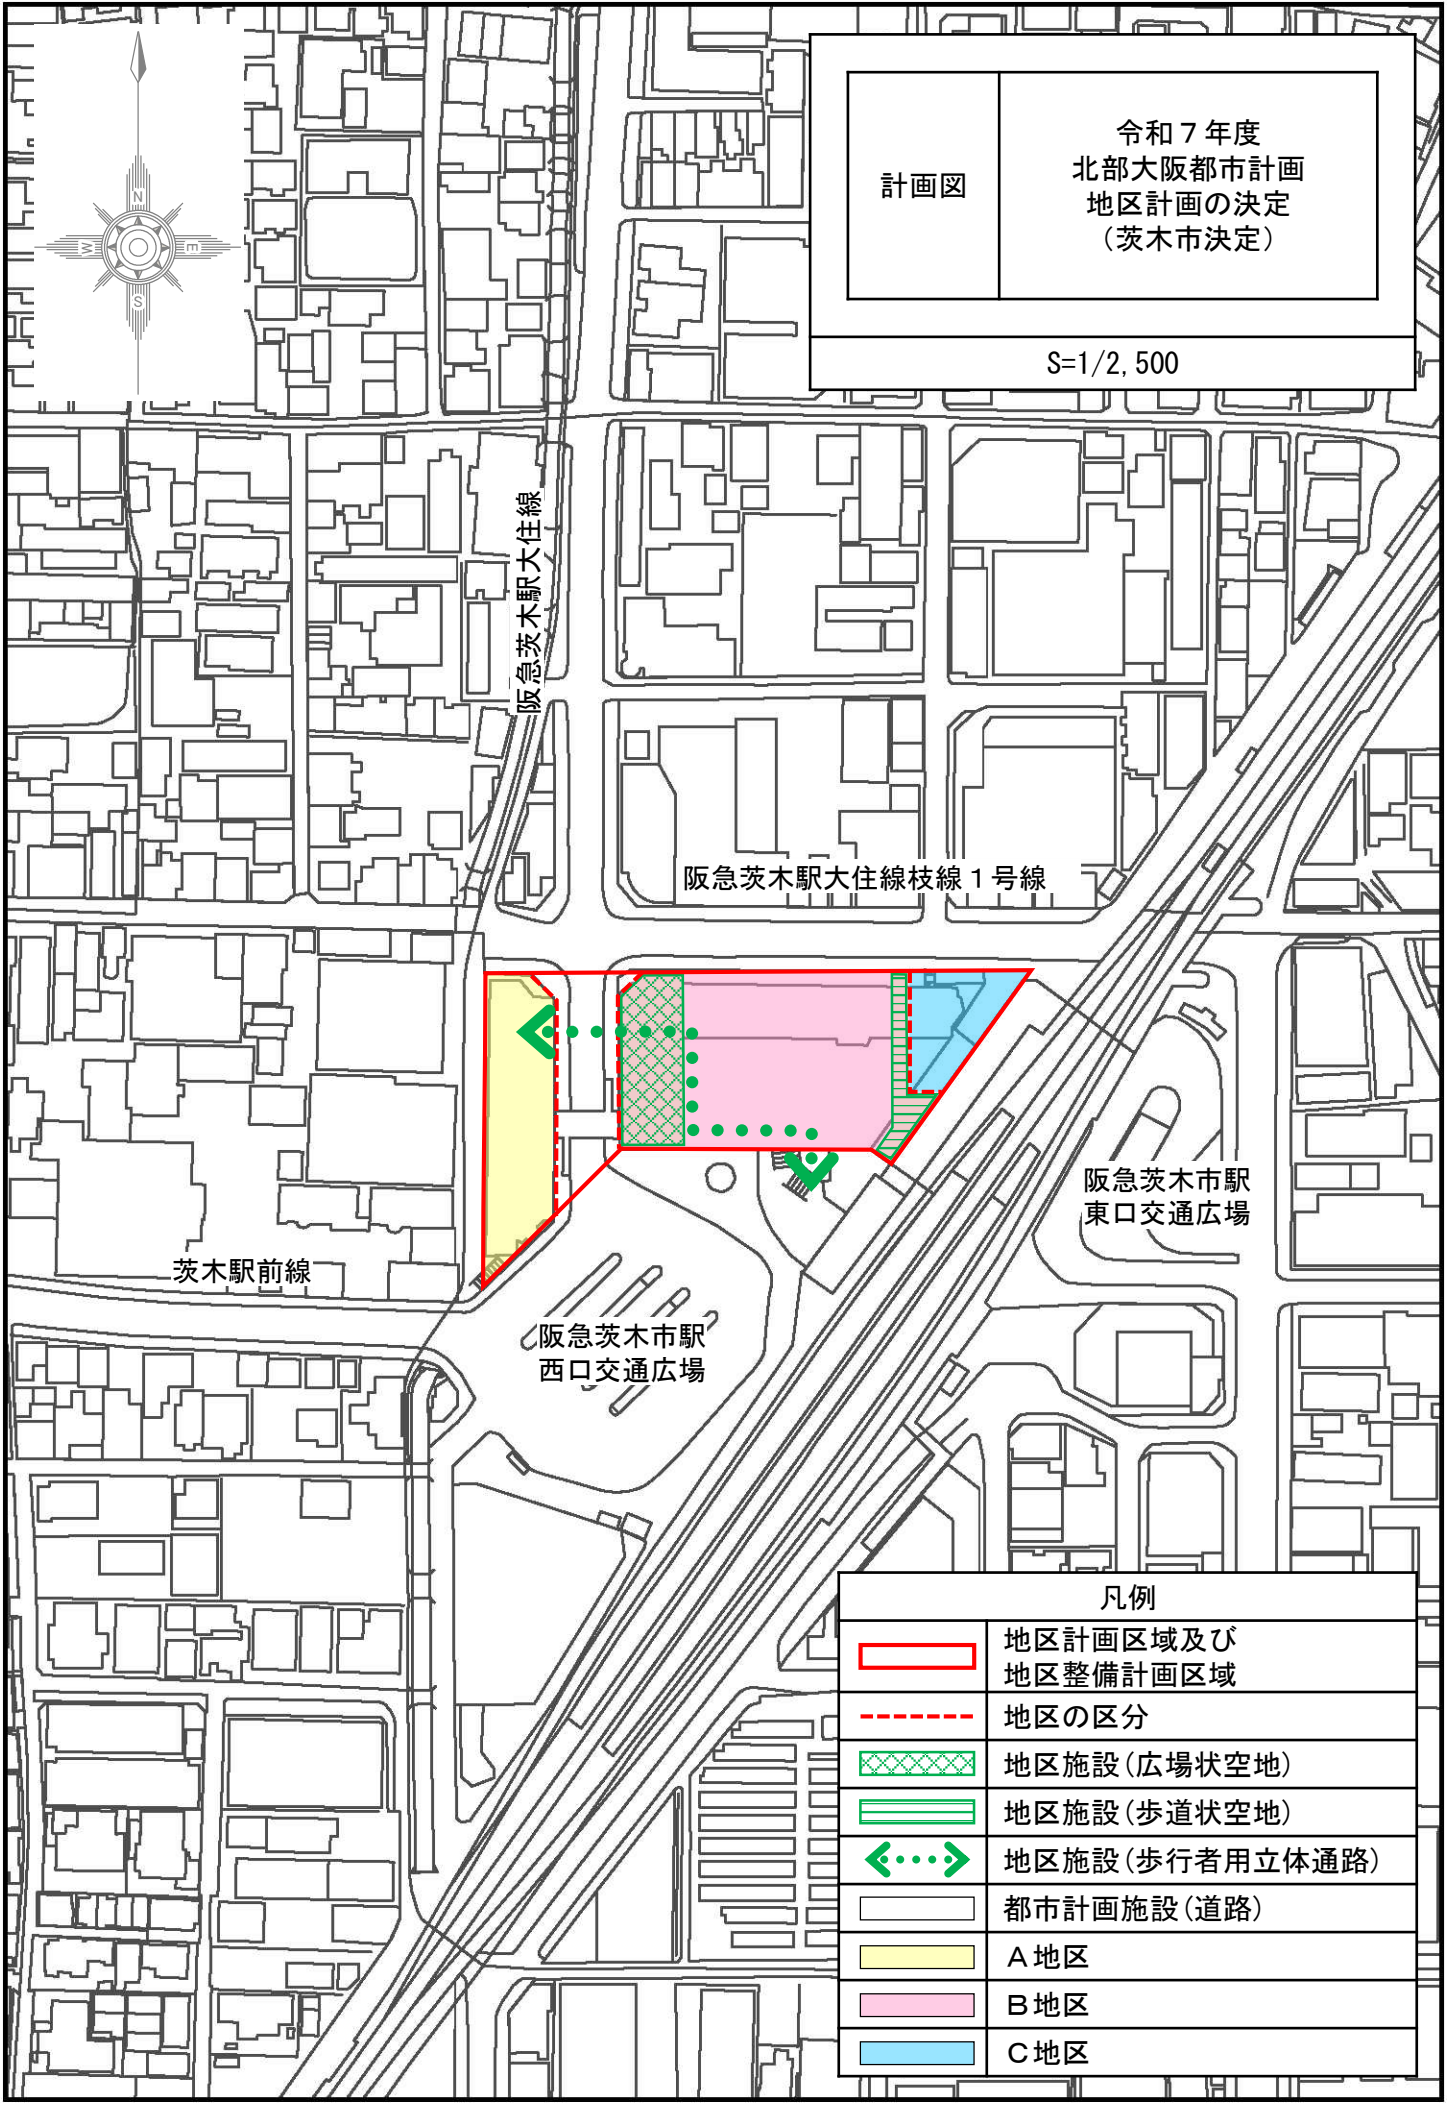 計画図
令和７年度
北部大阪都市計画
地区計画の決定
（茨木市決定）
S=1/2,500
N
W
E
S
阪急茨木駅大住線
阪急茨木駅大住線枝線１号線
阪急茨木市駅
東口交通広場
茨木駅前線
阪急茨木市駅
西口交通広場
凡例
地区計画区域及び
地区整備計画区域
地区の区分
地区施設(広場状空地)
地区施設(歩道状空地)
地区施設(歩行者用立体通路)
都市計画施設(道路)
Ａ地区
Ｂ地区
Ｃ地区